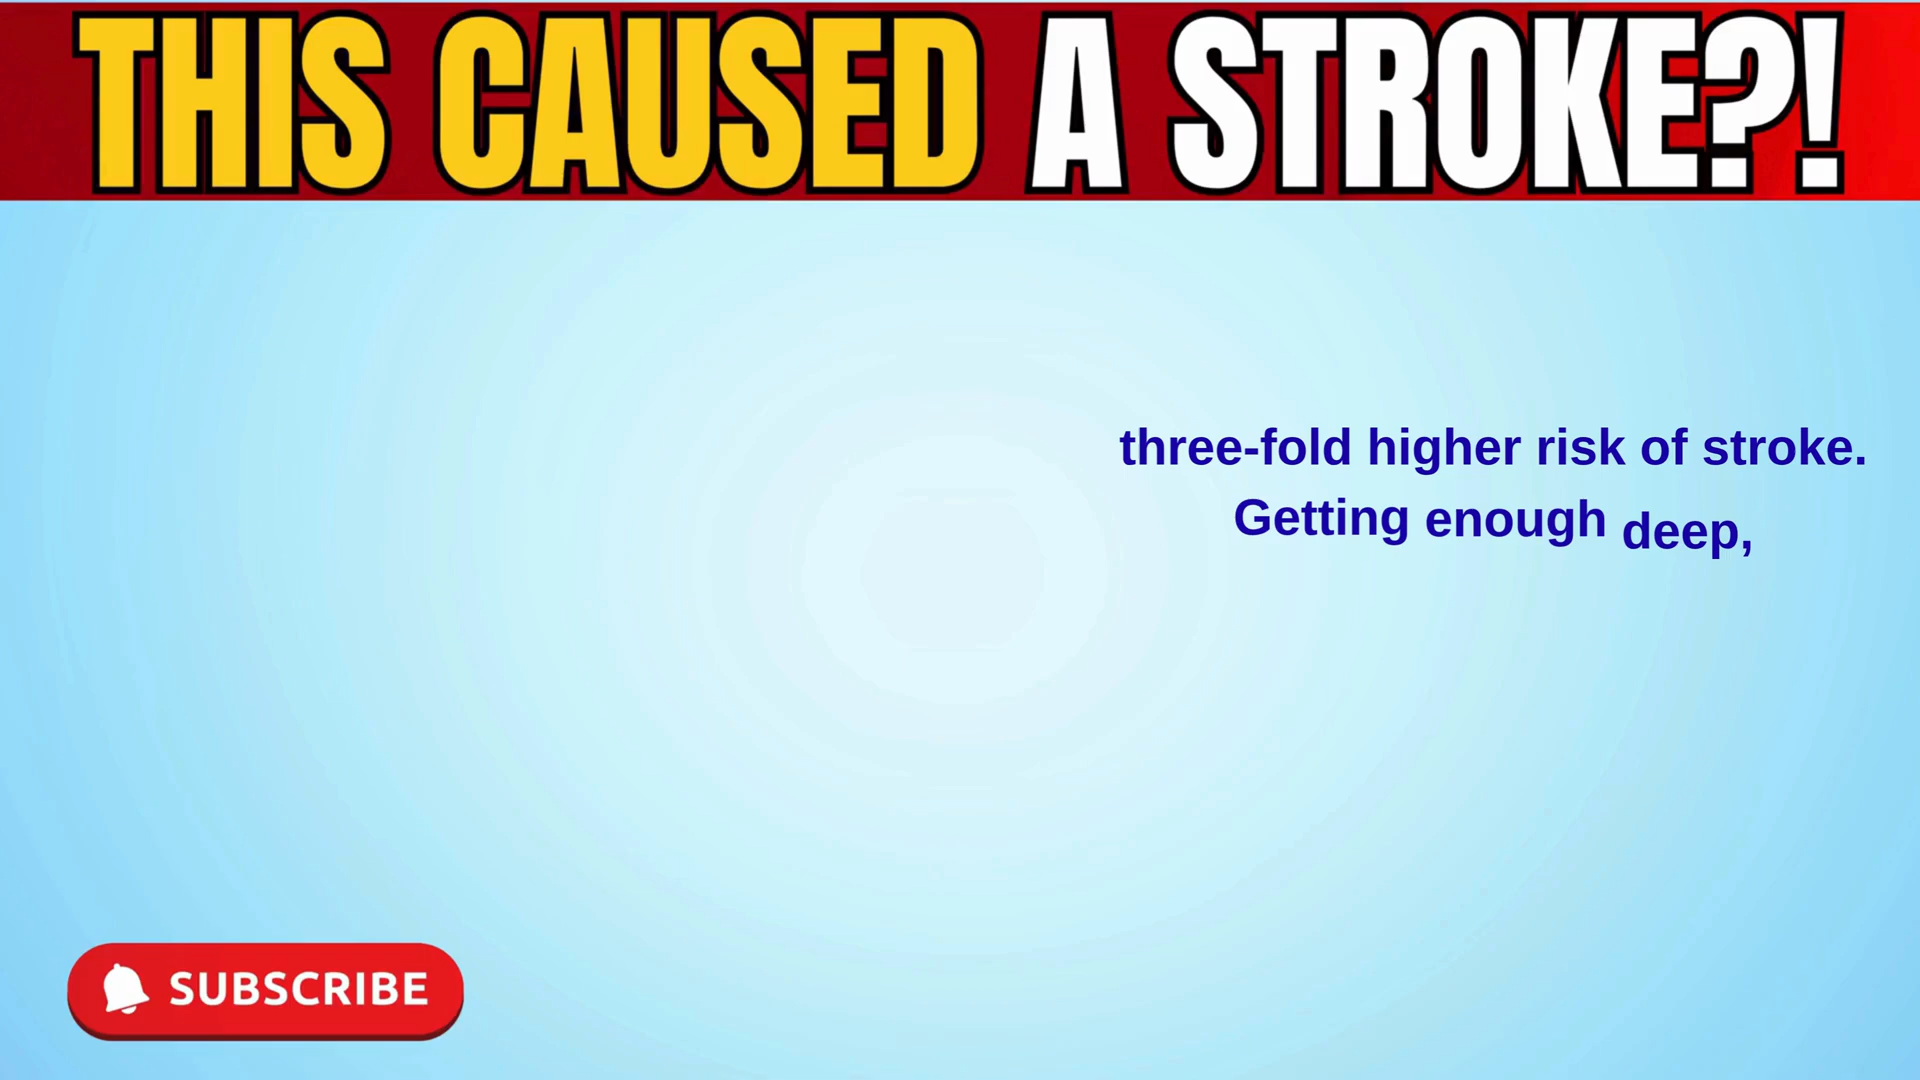 THIS CAUSED A STROKE?!
three-fold higher risk of stroke.
Getting enough deep,
SUBSCRIBE